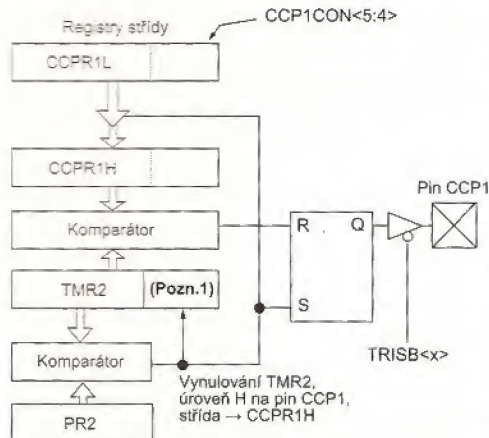 CCP1CON<5:4>
Registry střídy
CCPR1L
CCPR1H
Pin CCP1
Komparátor
R
Q
TMR2
(Pozn.1)
S
Komparátor
TRISB<x>
Vynulování TMR2,
úroveň H na pin CCP1,
střída → CCPR1H
PR2